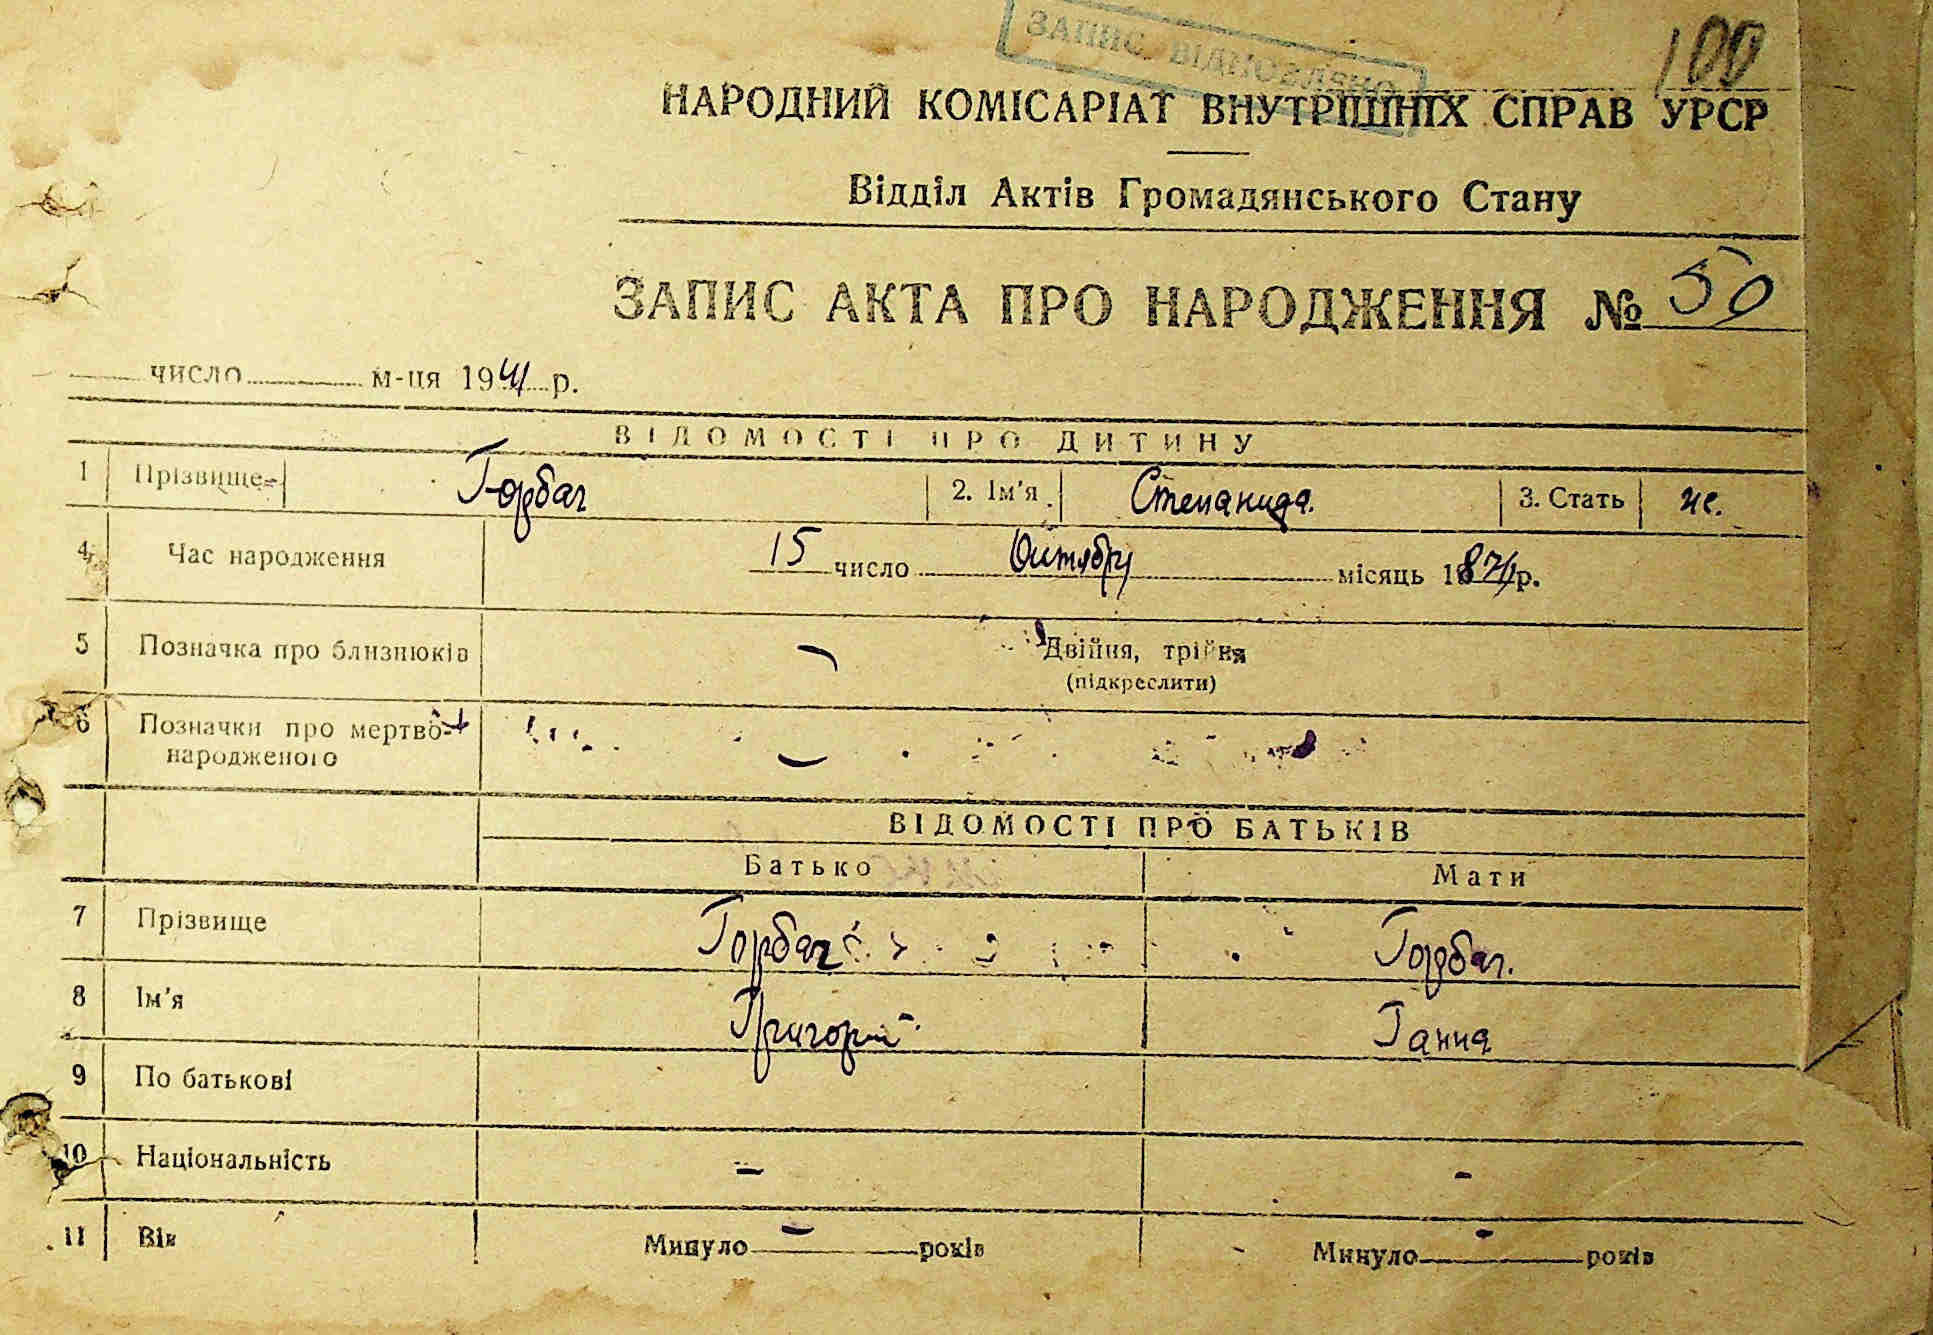 ЗАПИС ВІДНОВЛЕНО
100
НАРОДНИЙ КОМІСАРІАТ ВНУТРІШНІХ СПРАВ УРСР
Відділ Актів Громадянського Стану
ЗАПИС АКТА ПРО НАРОДЖЕННЯ № 50
число м-ця 1941 р.
ВІДОМОСТІ ПРО ДИТИНУ
1 Прізвище Горбач 2. Ім'я Степанида. 3. Стать ж.
4 Час народження 15 число Октября місяць 1874 р.
5 Позначка про близнюків — Двійня, трійня
(підкреслити)
6 Позначки про мертво-
народженого —
ВІДОМОСТІ ПРО БАТЬКІВ
Батько Мати
7 Прізвище Горбач Горбач.
8 Ім'я Григорій Ганна
9 По батькові
10 Національність - -
11 Вік Минуло — років Минуло - років